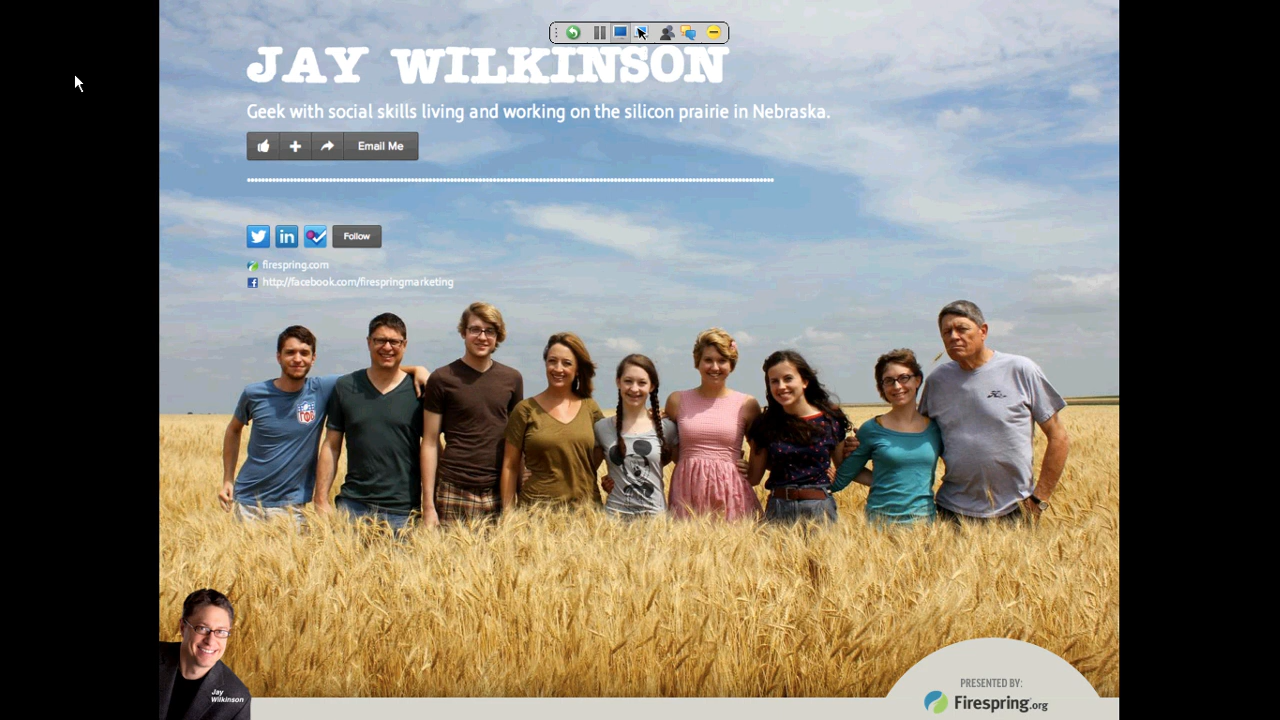 JAY WILKINSON
Geek with social skills living and working on the silicon prairie in Nebraska.
Email Me
Follow
firespring.com
http://facebook.com/firespringmarketing
Jay
Wilkinson
PRESENTED BY:
Firespring.org